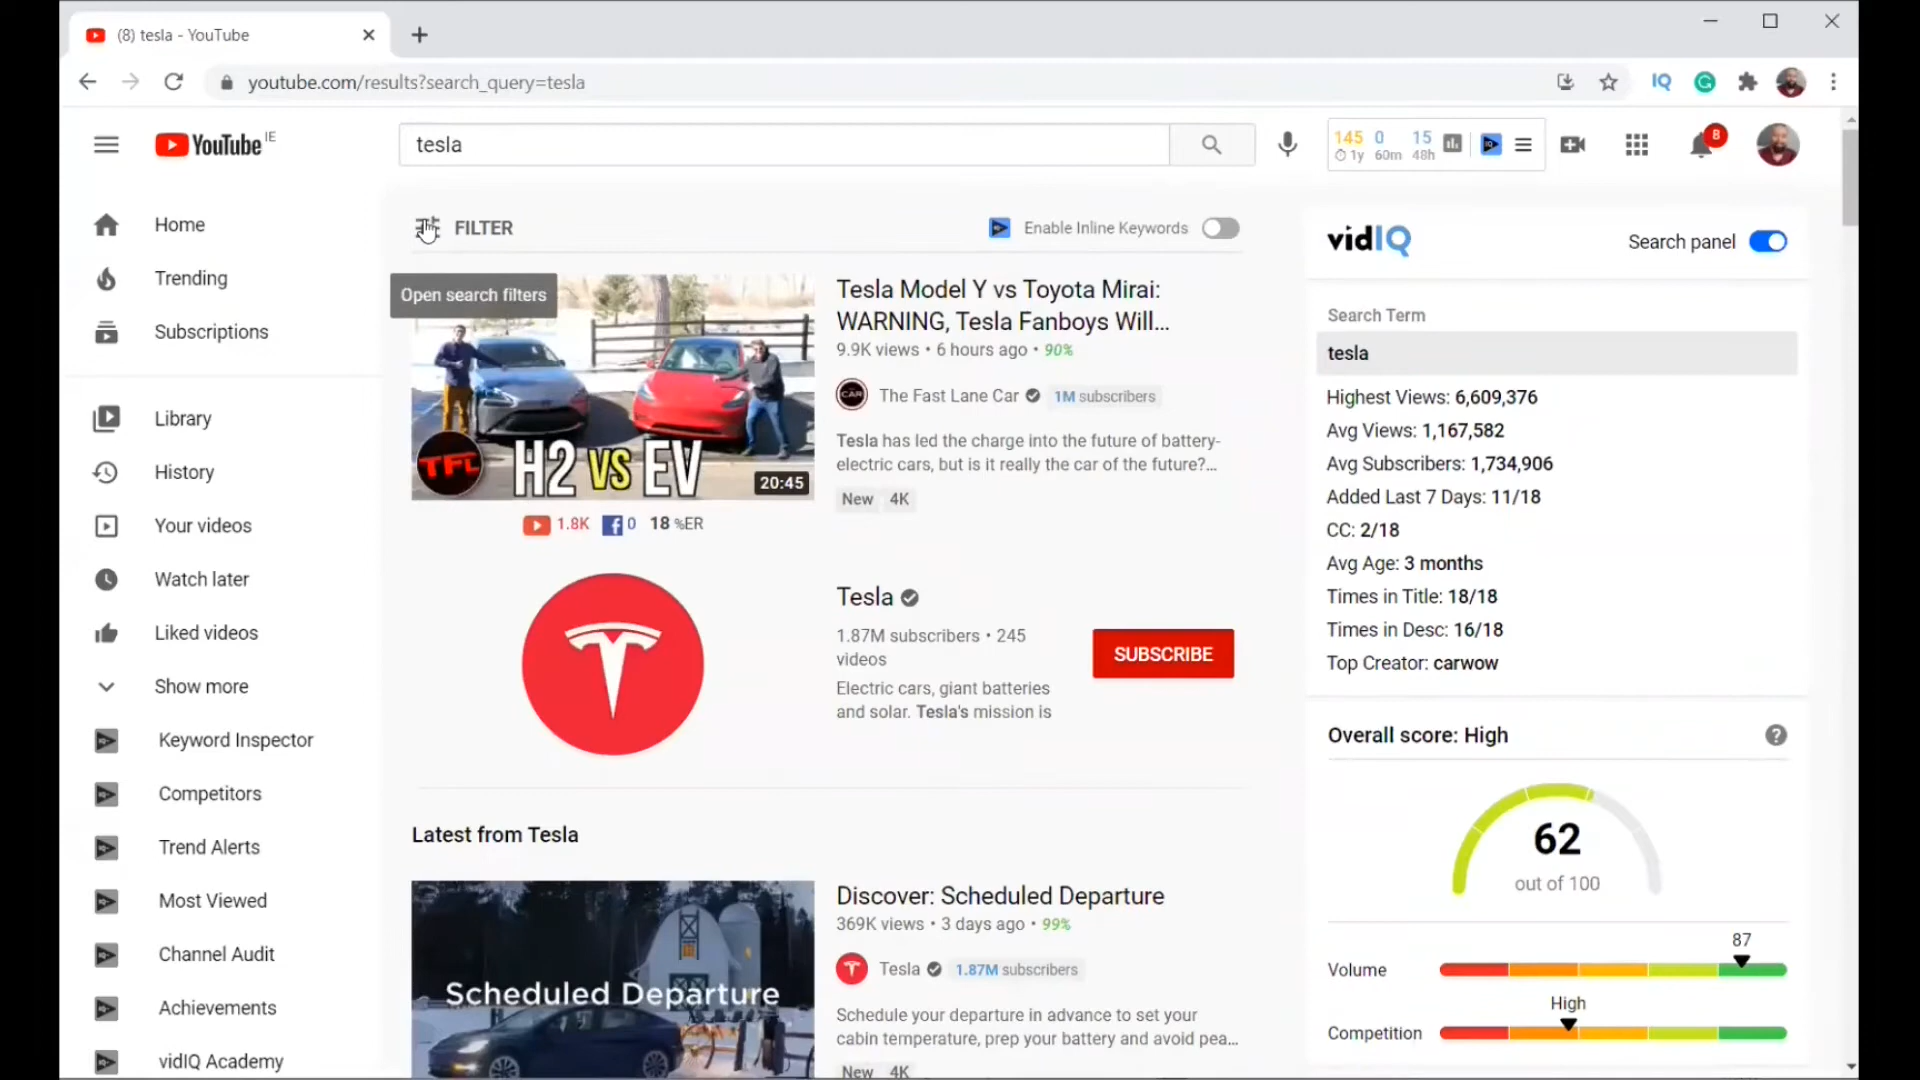 (8) tesla - YouTube
youtube.com/results?search_query=tesla
IQ
YouTube IE
tesla
145 0 15
1y 60m 48h
8
Home
Trending
Subscriptions
Library
History
Your videos
Watch later
Liked videos
Show more
Keyword Inspector
Competitors
Trend Alerts
Most Viewed
Channel Audit
Achievements
vidIQ Academy
FILTER
Enable Inline Keywords
Open search filters
TFL
H2 VS EV
20:45
1.8K 0 18 %ER
Tesla Model Y vs Toyota Mirai:
WARNING, Tesla Fanboys Will...
9.9K views • 6 hours ago • 90%
CAR
The Fast Lane Car 1M subscribers
Tesla has led the charge into the future of battery-
electric cars, but is it really the car of the future?...
New 4K
Tesla
1.87M subscribers • 245
videos
Electric cars, giant batteries
and solar. Tesla's mission is
SUBSCRIBE
Latest from Tesla
Scheduled Departure
Discover: Scheduled Departure
369K views • 3 days ago • 99%
Tesla 1.87M subscribers
Schedule your departure in advance to set your
cabin temperature, prep your battery and avoid pea...
New 4K
vidIQ
Search panel
Search Term
tesla
Highest Views: 6,609,376
Avg Views: 1,167,582
Avg Subscribers: 1,734,906
Added Last 7 Days: 11/18
CC: 2/18
Avg Age: 3 months
Times in Title: 18/18
Times in Desc: 16/18
Top Creator: carwow
Overall score: High
62
out of 100
87
Volume
High
Competition